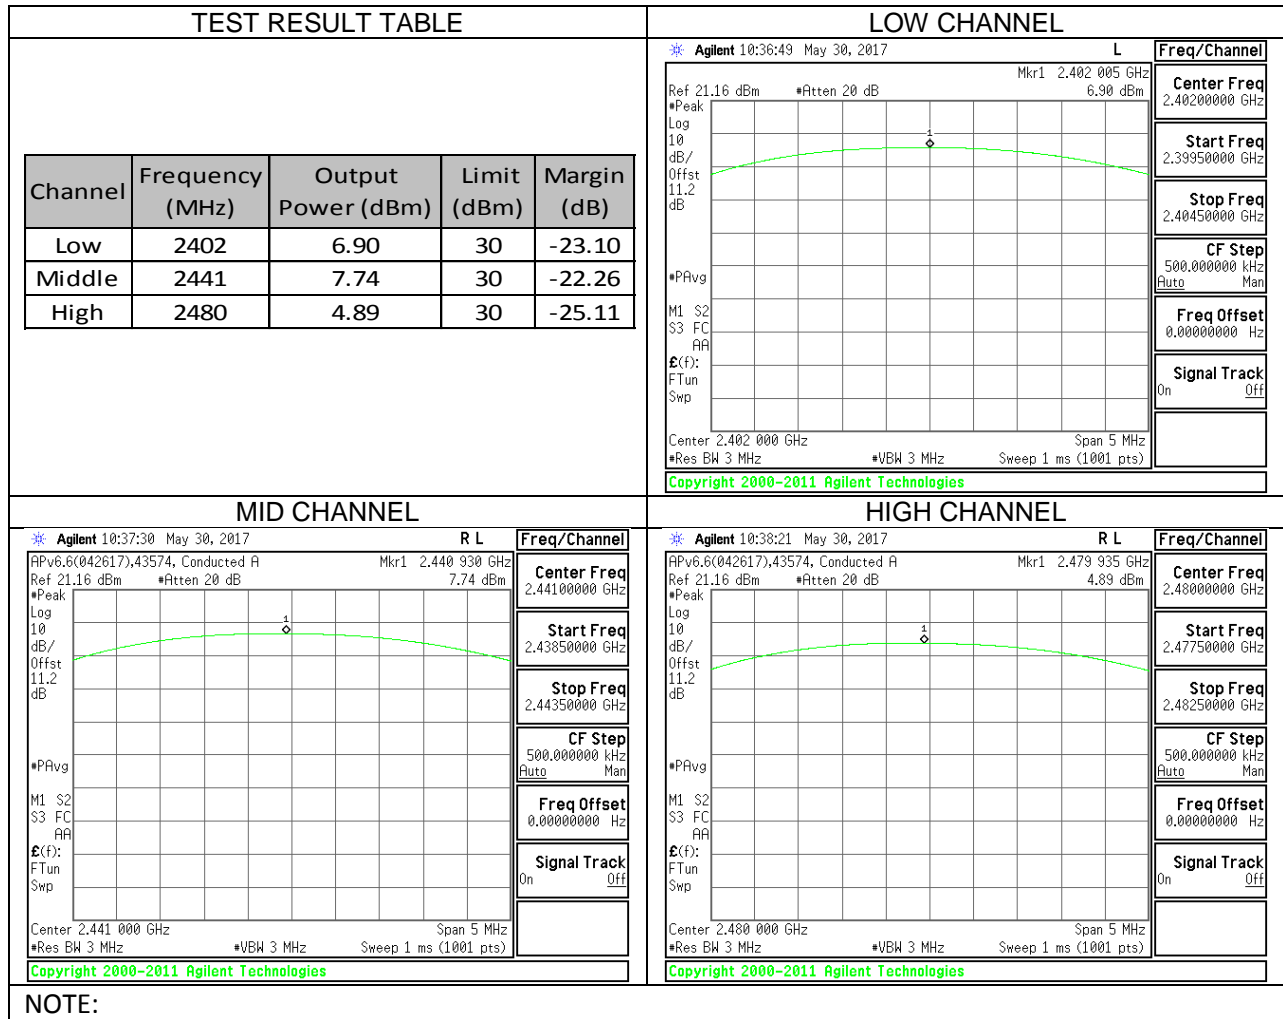 TEST RESULT TABLE
Channel Frequency (MHz) Output Power (dBm) Limit (dBm) Margin (dB)
Low 2402 6.90 30 -23.10
Middle 2441 7.74 30 -22.26
High 2480 4.89 30 -25.11
LOW CHANNEL
Agilent 10:36:49 May 30, 2017 L
Mkr1 2.402 005 GHz
Ref 21.16 dBm #Atten 20 dB 6.90 dBm
#Peak
Log
10
dB/
Offst
11.2
dB
#PAvg
M1 S2
S3 FC
AA
£(f):
FTun
Swp
1
Center 2.402 000 GHz Span 5 MHz
#Res BW 3 MHz #VBW 3 MHz Sweep 1 ms (1001 pts)
Copyright 2000-2011 Agilent Technologies
Freq/Channel
Center Freq
2.40200000 GHz
Start Freq
2.39950000 GHz
Stop Freq
2.40450000 GHz
CF Step
500.000000 kHz
Auto Man
Freq Offset
0.00000000 Hz
Signal Track
On Off
MID CHANNEL
Agilent 10:37:30 May 30, 2017 R L
APv6.6(042617),43574, Conducted A Mkr1 2.440 930 GHz
Ref 21.16 dBm #Atten 20 dB 7.74 dBm
#Peak
Log
10
dB/
Offst
11.2
dB
#PAvg
M1 S2
S3 FC
AA
£(f):
FTun
Swp
1
Center 2.441 000 GHz Span 5 MHz
#Res BW 3 MHz #VBW 3 MHz Sweep 1 ms (1001 pts)
Copyright 2000-2011 Agilent Technologies
Freq/Channel
Center Freq
2.44100000 GHz
Start Freq
2.43850000 GHz
Stop Freq
2.44350000 GHz
CF Step
500.000000 kHz
Auto Man
Freq Offset
0.00000000 Hz
Signal Track
On Off
HIGH CHANNEL
Agilent 10:38:21 May 30, 2017 R L
APv6.6(042617),43574, Conducted A Mkr1 2.479 935 GHz
Ref 21.16 dBm #Atten 20 dB 4.89 dBm
#Peak
Log
10
dB/
Offst
11.2
dB
#PAvg
M1 S2
S3 FC
AA
£(f):
FTun
Swp
1
Center 2.480 000 GHz Span 5 MHz
#Res BW 3 MHz #VBW 3 MHz Sweep 1 ms (1001 pts)
Copyright 2000-2011 Agilent Technologies
Freq/Channel
Center Freq
2.48000000 GHz
Start Freq
2.47750000 GHz
Stop Freq
2.48250000 GHz
CF Step
500.000000 kHz
Auto Man
Freq Offset
0.00000000 Hz
Signal Track
On Off
NOTE: